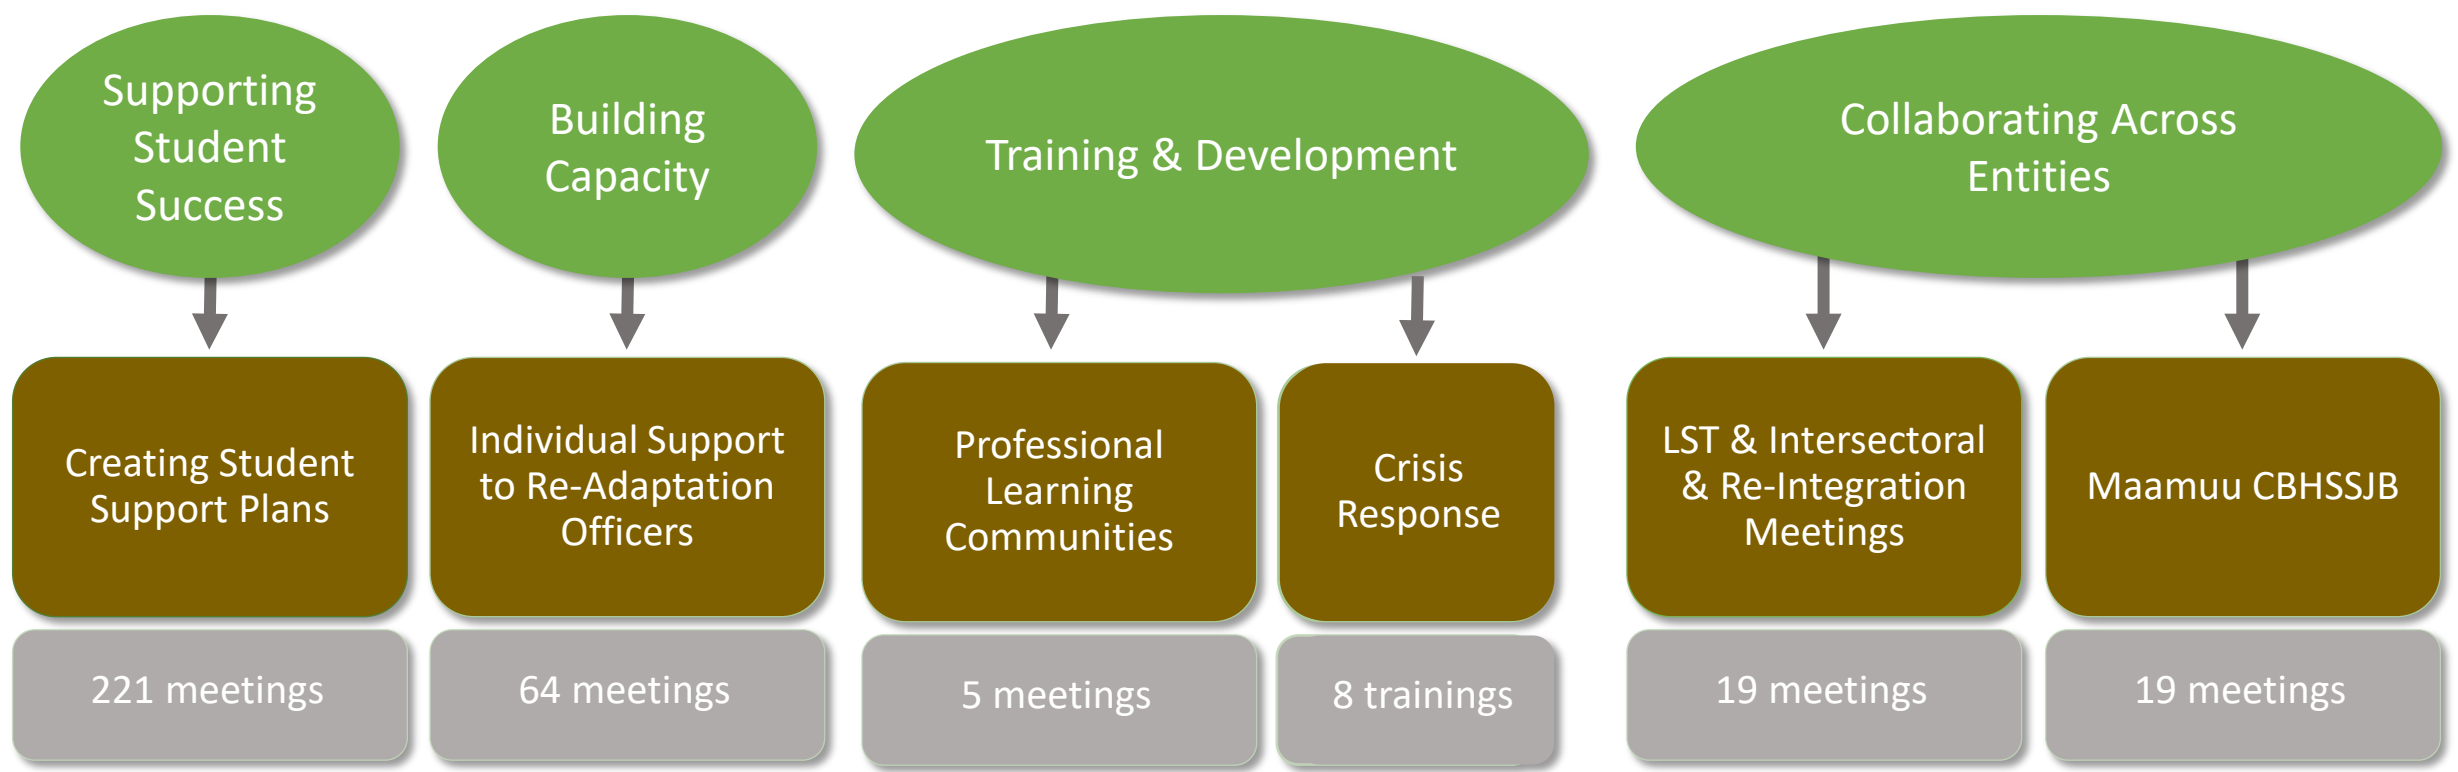 Supporting
Student
Success
Building
Capacity
Training & Development
Collaborating Across
Entities
Creating Student
Support Plans
Individual Support
to Re-Adaptation
Officers
Professional
Learning
Communities
Crisis
Response
LST & Intersectoral
& Re-Integration
Meetings
Maamuu CBHSSJB
221 meetings
64 meetings
5 meetings
8 trainings
19 meetings
19 meetings